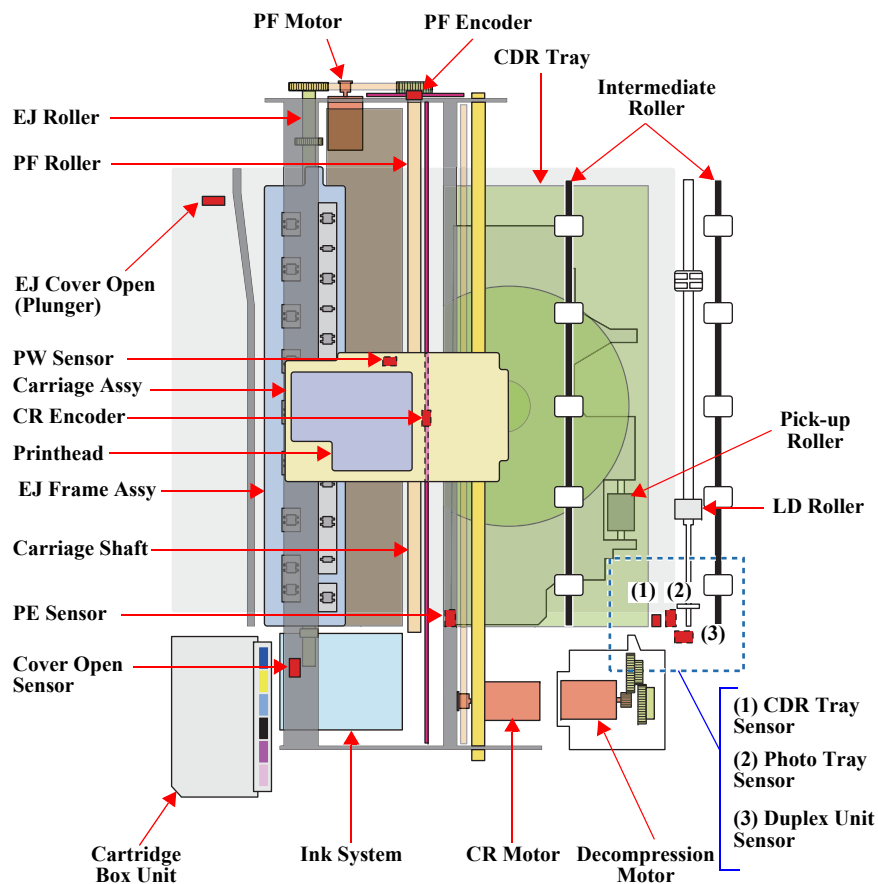 PF Motor
PF Encoder
CDR Tray
Intermediate
Roller
EJ Roller
PF Roller
EJ Cover Open
(Plunger)
PW Sensor
Carriage Assy
CR Encoder
Printhead
EJ Frame Assy
Carriage Shaft
PE Sensor
Cover Open
Sensor
Pick-up
Roller
LD Roller
(1)
(2)
(3)
(1) CDR Tray
Sensor
(2) Photo Tray
Sensor
(3) Duplex Unit
Sensor
Cartridge
Box Unit
Ink System
CR Motor
Decompression
Motor